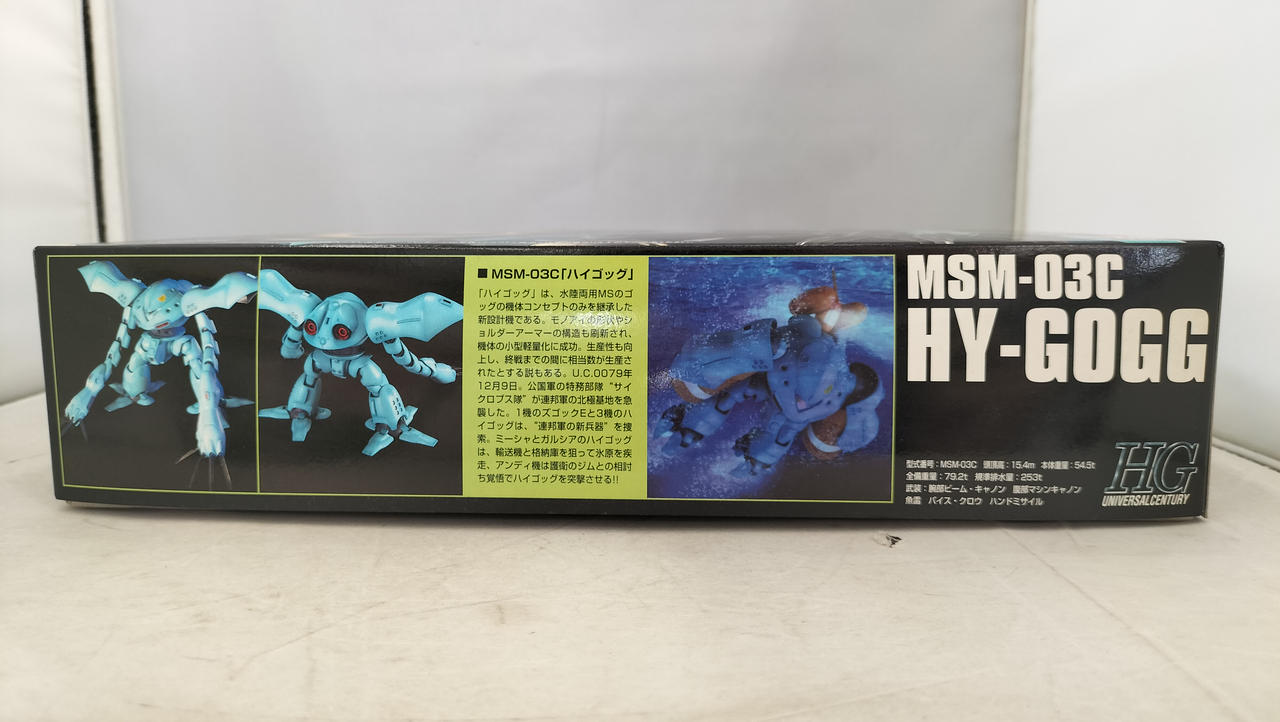 ■ MSM-03C「ハイゴッグ」
「ハイゴッグ」は、水陸両用MSのゴ
ッグの機体コンセプトのみを継承した
新設計機である。モノアイの形状やシ
ョルダーアーマーの構造も刷新され、
機体の小型軽量化に成功。生産性も向
上し、終戦までの間に相当数が生産さ
れたとする説もある。U.C.0079年
12月9日。公国軍の特務部隊“サイ
クロプス隊”が連邦軍の北極基地を急
襲した。1機のズゴックEと3機のハ
イゴッグは、“連邦軍の新兵器”を捜
索。ミーシャとガルシアのハイゴッグ
は、輸送機と格納庫を狙って氷原を疾
走、アンディ機は護衛のジムとの相討
ち覚悟でハイゴッグを突撃させる!!
MSM-03C
HY-GOGG
型式番号：MSM-03C 頭頂高：15.4m 本体重量：54.5t
全備重量：79.2t 規準排水量：253t
武装：腕部ビーム・キャノン 腹部マシンキャノン
魚雷 バイス・クロウ ハンドミサイル
HG
UNIVERSAL CENTURY